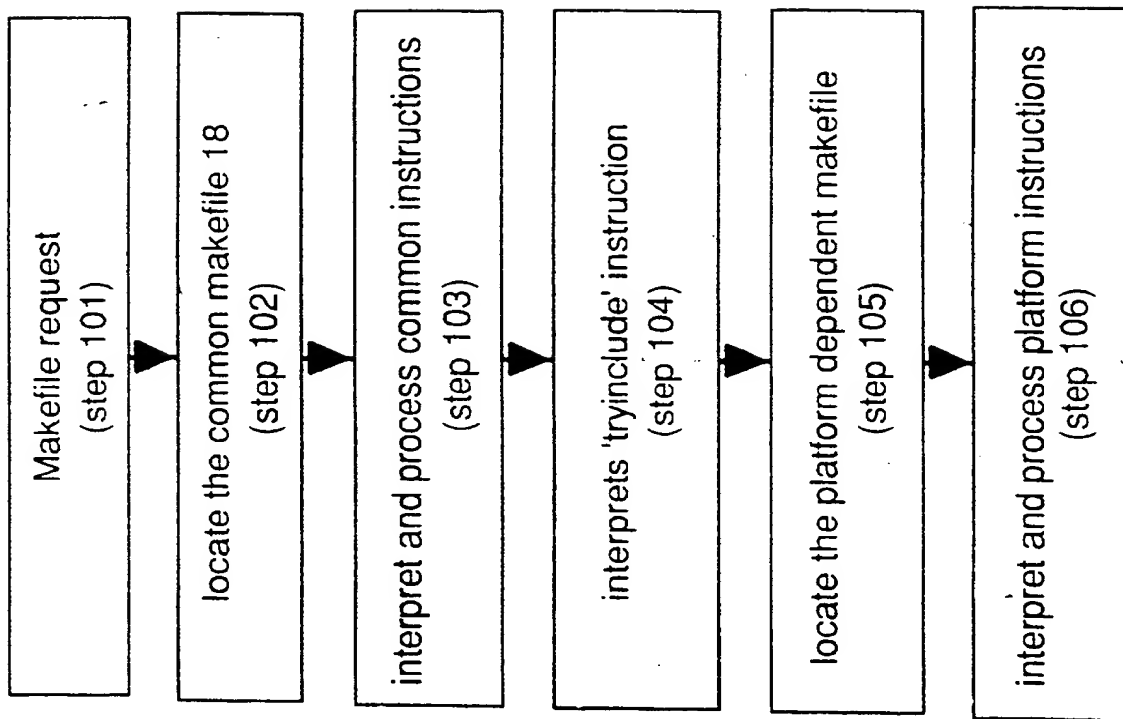 Makefile request
(step 101)
locate the common makefile 18
(step 102)
interpret and process common instructions
(step 103)
interprets 'tryinclude' instruction
(step 104)
locate the platform dependent makefile
(step 105)
interpret and process platform instructions
(step 106)